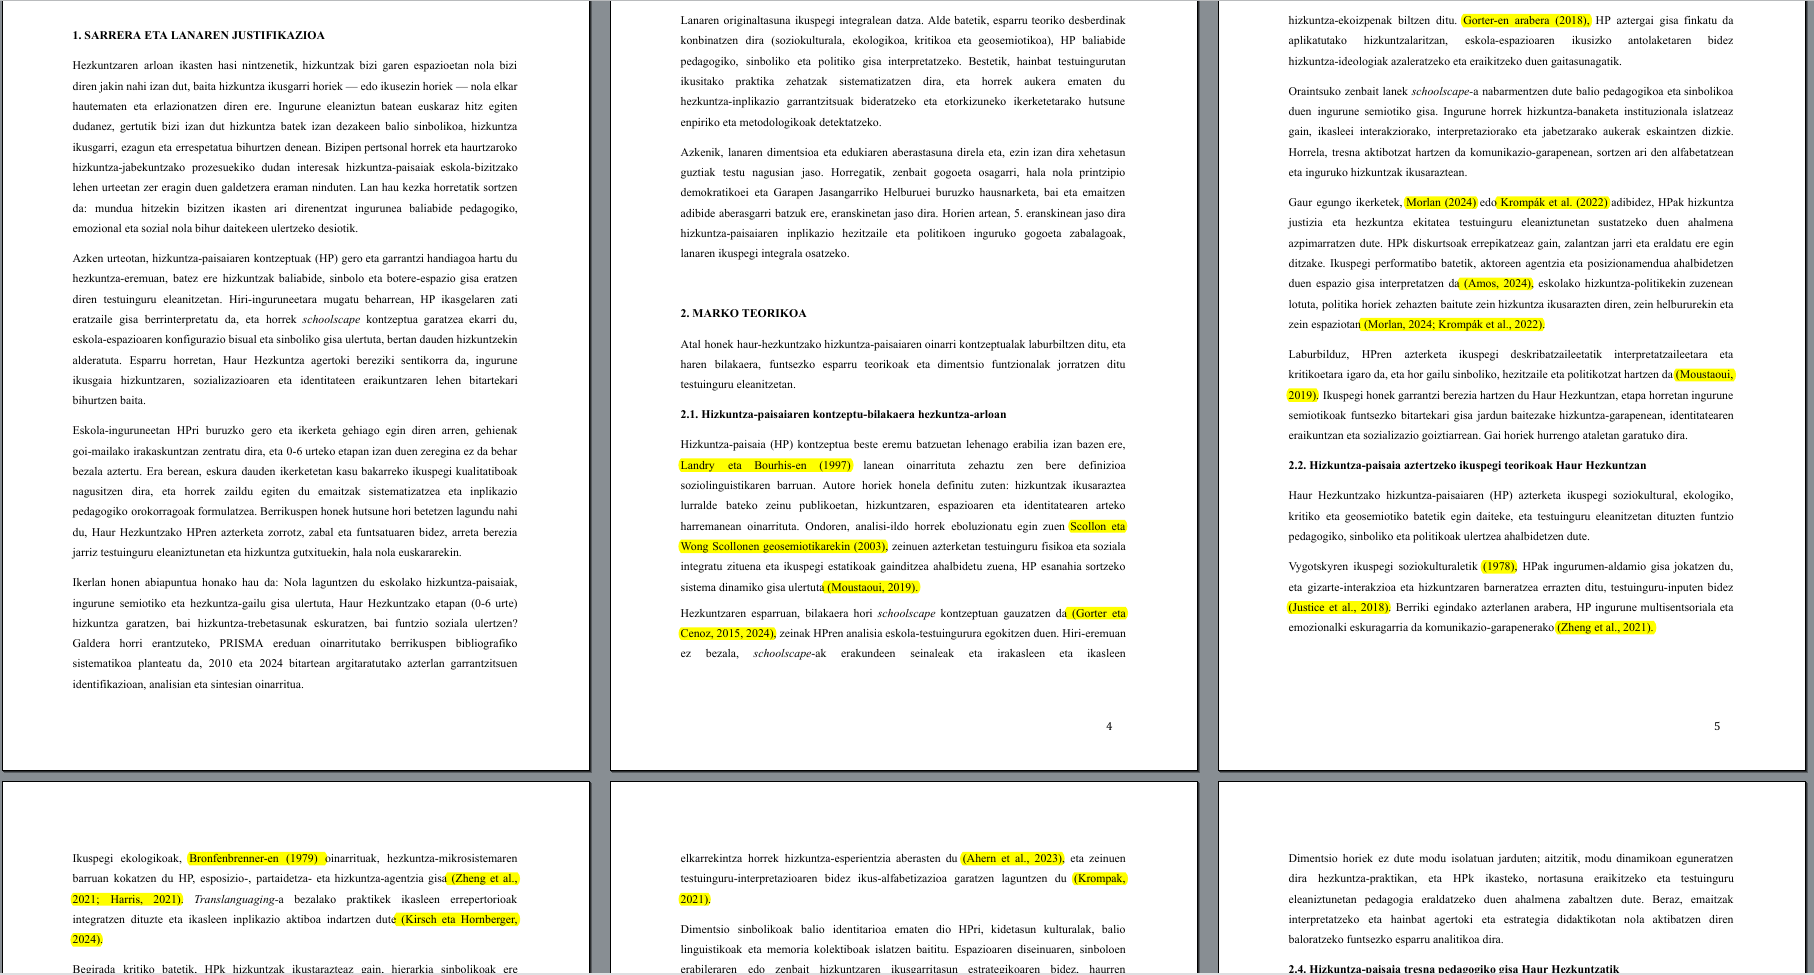 1. SARRERA ETA LANAREN JUSTIFIKAZIOA
Hezkuntzaren arloan ikasten hasi nintzenetik, hizkuntzak bizi garen espazioetan nola bizi
diren jakin nahi izan dut, baita hizkuntza ikusgarri horiek — edo ikusezin horiek — nola elkar
hautematen eta erlazionatzen diren ere. Ingurune eleaniztun batean euskaraz hitz egiten
dudanez, gertutik bizi izan dut hizkuntza batek izan dezakeen balio sinbolikoa, hizkuntza
ikusgarri, ezagun eta errespetatua bihurtzen denean. Bizipen pertsonal horrek eta haurtzaroko
hizkuntza-jabekuntzako prozesuekiko dudan interesak hizkuntza-paisaiak eskola-bizitzako
lehen urteetan zer eragin duen galdetzera eraman ninduten. Lan hau kezka horretatik sortzen
da: mundua hitzekin bizitzen ikasten ari direnentzat ingurunea baliabide pedagogiko,
emozional eta sozial nola bihur daitekeen ulertzeko desiotik.
Azken urteotan, hizkuntza-paisaiaren kontzeptuak (HP) gero eta garrantzi handiagoa hartu du
hezkuntza-eremuan, batez ere hizkuntzak baliabide, sinbolo eta botere-espazio gisa eratzen
diren testuinguru eleanitzetan. Hiri-inguruneetara mugatu beharrean, HP ikasgelaren zati
eratzaile gisa berrinterpretatu da, eta horrek schoolscape kontzeptua garatzea ekarri du,
eskola-espazioaren konfigurazio bisual eta sinboliko gisa ulertuta, bertan dauden hizkuntzekin
alderatuta. Esparru horretan, Haur Hezkuntza agertoki bereziki sentikorra da, ingurune
ikusgaia hizkuntzaren, sozializazioaren eta identitateen eraikuntzaren lehen bitartekari
bihurtzen baita.
Eskola-inguruneetan HPri buruzko gero eta ikerketa gehiago egin diren arren, gehienak
goi-mailako irakaskuntzan zentratu dira, eta 0-6 urteko etapan izan duen zeregina ez da behar
bezala aztertu. Era berean, eskura dauden ikerketetan kasu bakarreko ikuspegi kualitatiboak
nagusitzen dira, eta horrek zaildu egiten du emaitzak sistematizatzea eta inplikazio
pedagogiko orokorragoak formulatzea. Berrikuspen honek hutsune hori betetzen lagundu nahi
du, Haur Hezkuntzako HPren azterketa zorrotz, zabal eta funtsatuaren bidez, arreta berezia
jarriz testuinguru eleaniztunetan eta hizkuntza gutxituekin, hala nola euskararekin.
Ikerlan honen abiapuntua honako hau da: Nola laguntzen du eskolako hizkuntza-paisaiak,
ingurune semiotiko eta hezkuntza-gailu gisa ulertuta, Haur Hezkuntzako etapan (0-6 urte)
hizkuntza garatzen, bai hizkuntza-trebetasunak eskuratzen, bai funtzio soziala ulertzen?
Galdera horri erantzuteko, PRISMA ereduan oinarritutako berrikuspen bibliografiko
sistematikoa planteatu da, 2010 eta 2024 bitartean argitaratutako azterlan garrantzitsuen
identifikazioan, analisian eta sintesian oinarritua.
Lanaren originaltasuna ikuspegi integralean datza. Alde batetik, esparru teoriko desberdinak
konbinatzen dira (soziokulturala, ekologikoa, kritikoa eta geosemiotikoa), HP baliabide
pedagogiko, sinboliko eta politiko gisa interpretatzeko. Bestetik, hainbat testuingurutan
ikusitako praktika zehatzak sistematizatzen dira, eta horrek aukera ematen du
hezkuntza-inplikazio garrantzitsuak bideratzeko eta etorkizuneko ikerketetarako hutsune
enpiriko eta metodologikoak detektatzeko.
Azkenik, lanaren dimentsioa eta edukiaren aberastasuna direla eta, ezin izan dira xehetasun
guztiak testu nagusian jaso. Horregatik, zenbait gogoeta osagarri, hala nola printzipio
demokratikoei eta Garapen Jasangarriko Helburuei buruzko hausnarketa, bai eta emaitzen
adibide aberasgarri batzuk ere, eranskinetan jaso dira. Horien artean, 5. eranskinean jaso dira
hizkuntza-paisaiaren inplikazio hezitzaile eta politikoen inguruko gogoeta zabalagoak,
lanaren ikuspegi integrala osatzeko.
2. MARKO TEORIKOA
Atal honek haur-hezkuntzako hizkuntza-paisaiaren oinarri kontzeptualak laburbiltzen ditu, eta
haren bilakaera, funtsezko esparru teorikoak eta dimentsio funtzionalak jorratzen ditu
testuinguru eleanitzetan.
2.1. Hizkuntza-paisaiaren kontzeptu-bilakaera hezkuntza-arloan
Hizkuntza-paisaia (HP) kontzeptua beste eremu batzuetan lehenago erabilia izan bazen ere,
Landry eta Bourhis-en (1997) lanean oinarrituta zehaztu zen bere definizioa
soziolinguistikaren barruan. Autore horiek honela definitu zuten: hizkuntzak ikusaraztea
lurralde bateko zeinu publikoetan, hizkuntzaren, espazioaren eta identitatearen arteko
harremanean oinarrituta. Ondoren, analisi-ildo horrek eboluzionatu egin zuen Scollon eta
Wong Scollonen geosemiotikarekin (2003), zeinuen azterketan testuinguru fisikoa eta soziala
integratu zituena eta ikuspegi estatikoak gainditzea ahalbidetu zuena, HP esanahia sortzeko
sistema dinamiko gisa ulertuta (Moustaoui, 2019).
Hezkuntzaren esparruan, bilakaera hori schoolscape kontzeptuan gauzatzen da (Gorter eta
Cenoz, 2015, 2024), zeinak HPren analisia eskola-testuingurura egokitzen duen. Hiri-eremuan
ez bezala, schoolscape-ak erakundeen seinaleak eta irakasleen eta ikasleen
4
hizkuntza-ekoizpenak biltzen ditu. Gorter-en arabera (2018), HP aztergai gisa finkatu da
aplikatutako hizkuntzalaritzan, eskola-espazioaren ikusizko antolaketaren bidez
hizkuntza-ideologiak azaleratzeko eta eraikitzeko duen gaitasunagatik.
Oraintsuko zenbait lanek schoolscape-a nabarmentzen dute balio pedagogikoa eta sinbolikoa
duen ingurune semiotiko gisa. Ingurune horrek hizkuntza-banaketa instituzionala islatzeaz
gain, ikasleei interakziorako, interpretaziorako eta jabetzarako aukerak eskaintzen dizkie.
Horrela, tresna aktibotzat hartzen da komunikazio-garapenean, sortzen ari den alfabetatzean
eta inguruko hizkuntzak ikusaraztean.
Gaur egungo ikerketek, Morlan (2024) edo Krompák et al. (2022) adibidez, HPak hizkuntza
justizia eta hezkuntza ekitatea testuinguru eleaniztunetan sustatzeko duen ahalmena
azpimarratzen dute. HPk diskurtsoak errepikatzeaz gain, zalantzan jarri eta eraldatu ere egin
ditzake. Ikuspegi performatibo batetik, aktoreen agentzia eta posizionamendua ahalbidetzen
duen espazio gisa interpretatzen da (Amos, 2024), eskolako hizkuntza-politikekin zuzenean
lotuta, politika horiek zehazten baitute zein hizkuntza ikusarazten diren, zein helbururekin eta
zein espaziotan (Morlan, 2024; Krompák et al., 2022).
Laburbilduz, HPren azterketa ikuspegi deskribatzaileetatik interpretatzaileetara eta
kritikoetara igaro da, eta hor gailu sinboliko, hezitzaile eta politikotzat hartzen da (Moustaoui,
2019). Ikuspegi honek garrantzi berezia hartzen du Haur Hezkuntzan, etapa horretan ingurune
semiotikoak funtsezko bitartekari gisa jardun baitezake hizkuntza-garapenean, identitatearen
eraikuntzan eta sozializazio goiztiarrean. Gai horiek hurrengo ataletan garatuko dira.
2.2. Hizkuntza-paisaia aztertzeko ikuspegi teorikoak Haur Hezkuntzan
Haur Hezkuntzako hizkuntza-paisaiaren (HP) azterketa ikuspegi soziokultural, ekologiko,
kritiko eta geosemiotiko batetik egin daiteke, eta testuinguru eleanitzetan dituzten funtzio
pedagogiko, sinboliko eta politikoak ulertzea ahalbidetzen dute.
Vygotskyren ikuspegi soziokulturaletik (1978), HPak ingurumen-aldamio gisa jokatzen du,
eta gizarte-interakzioa eta hizkuntzaren barneratzea errazten ditu, testuinguru-inputen bidez
(Justice et al., 2018). Berriki egindako azterlanen arabera, HP ingurune multisentsoriala eta
emozionalki eskuragarria da komunikazio-garapenerako (Zheng et al., 2021).
5
Ikuspegi ekologikoak, Bronfenbrenner-en (1979) oinarrituak, hezkuntza-mikrosistemaren
barruan kokatzen du HP, esposizio-, partaidetza- eta hizkuntza-agentzia gisa (Zheng et al.,
2021; Harris, 2021). Translanguaging-a bezalako praktikek ikasleen errepertorioak
integratzen dituzte eta ikasleen inplikazio aktiboa indartzen dute (Kirsch eta Hornberger,
2024).
Begirada kritiko batetik, HPk hizkuntzak ikustarazteaz gain, hierarkia sinbolikoak ere
elkarrekintza horrek hizkuntza-esperientzia aberasten du (Ahern et al., 2023), eta zeinuen
testuinguru-interpretazioaren bidez ikus-alfabetizazioa garatzen laguntzen du (Krompak,
2021).
Dimentsio sinbolikoak balio identitarioa ematen dio HPri, kidetasun kulturalak, balio
linguistikoak eta memoria kolektiboak islatzen baititu. Espazioaren diseinuaren, sinboloen
erabileraren edo zenbait hizkuntzaren ikusgarritasun estrategikoaren bidez, haurren
Dimentsio horiek ez dute modu isolatuan jarduten; aitzitik, modu dinamikoan eguneratzen
dira hezkuntza-praktikan, eta HPk ikasteko, nortasuna eraikitzeko eta testuinguru
eleaniztunetan pedagogia eraldatzeko duen ahalmena zabaltzen dute. Beraz, emaitzak
interpretatzeko eta hainbat agertoki eta estrategia didaktikotan nola aktibatzen diren
baloratzeko funtsezko esparru analitikoa dira.
2.4. Hizkuntza-paisaia tresna pedagogiko gisa Haur Hezkuntzatik